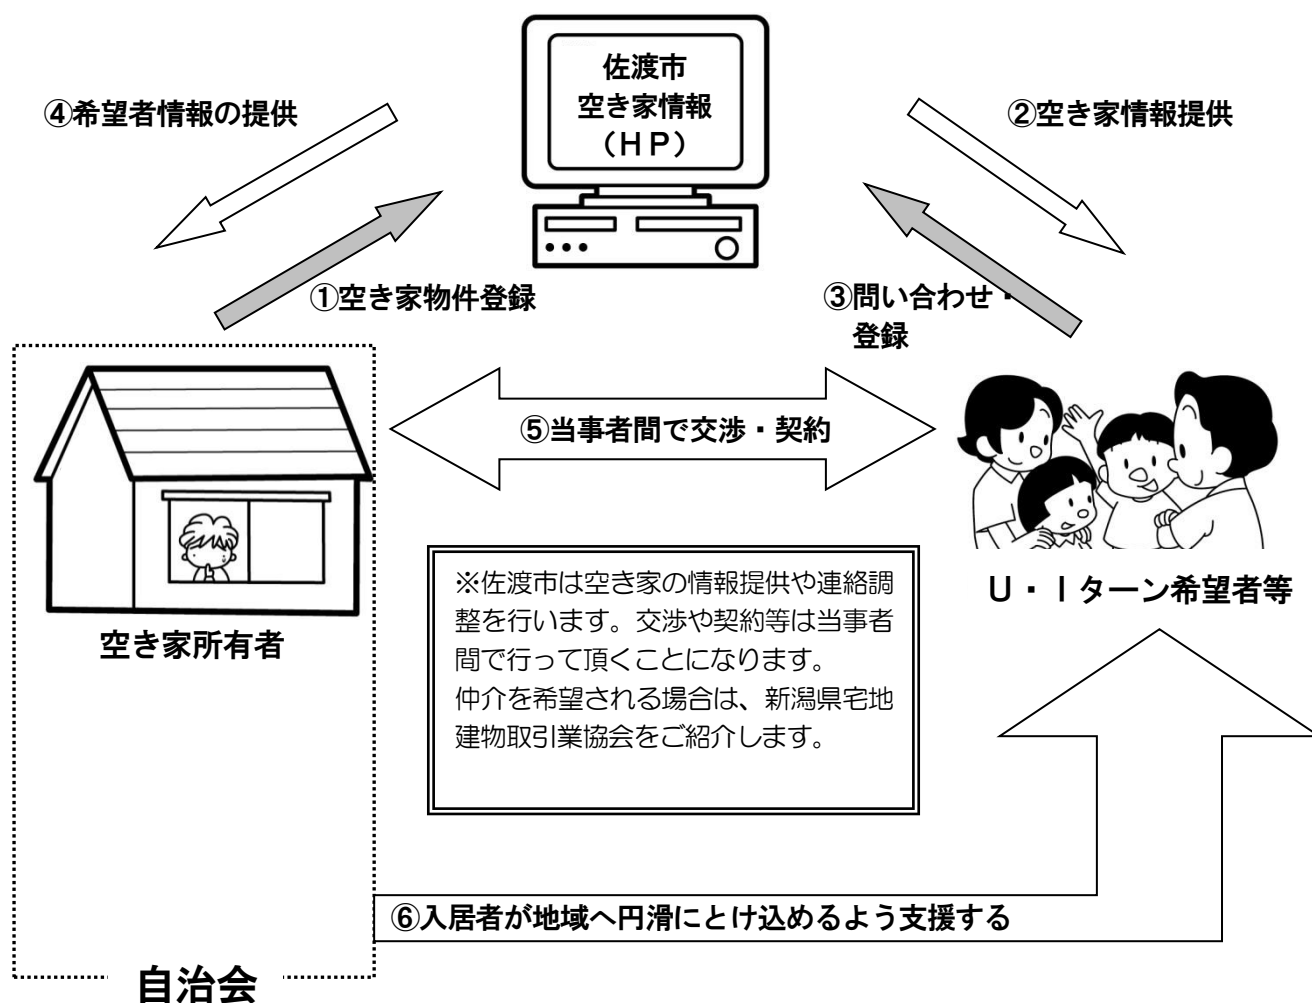 佐渡市
空き家情報
（ＨＰ）
④希望者情報の提供
②空き家情報提供
①空き家物件登録
③問い合わせ・
登録
⑤当事者間で交渉・契約
※佐渡市は空き家の情報提供や連絡調
整を行います。交渉や契約等は当事者
間で行って頂くことになります。
仲介を希望される場合は、新潟県宅地
建物取引業協会をご紹介します。
空き家所有者
Ｕ・Ｉターン希望者等
⑥入居者が地域へ円滑にとけ込めるよう支援する
自治会